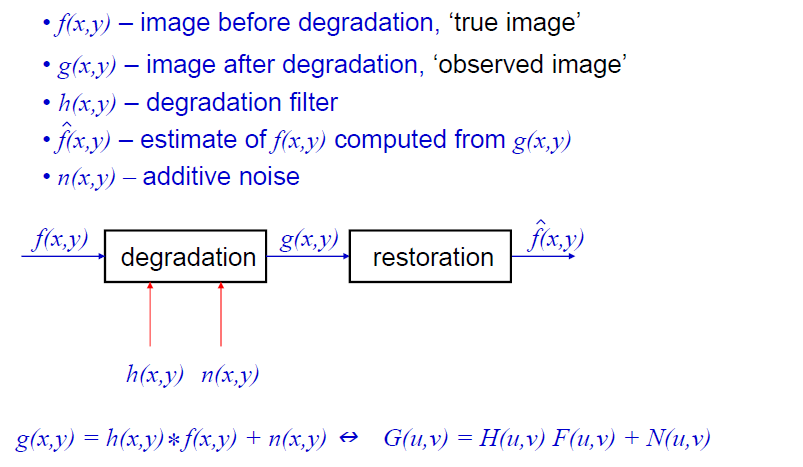 • f(x,y) – image before degradation, ‘true image’
• g(x,y) – image after degradation, ‘observed image’
• h(x,y) – degradation filter
• f̂(x,y) – estimate of f(x,y) computed from g(x,y)
• n(x,y) – additive noise
f(x,y) degradation g(x,y) restoration f̂(x,y)
h(x,y) n(x,y)
g(x,y) = h(x,y)*f(x,y) + n(x,y) ↔ G(u,v) = H(u,v) F(u,v) + N(u,v)